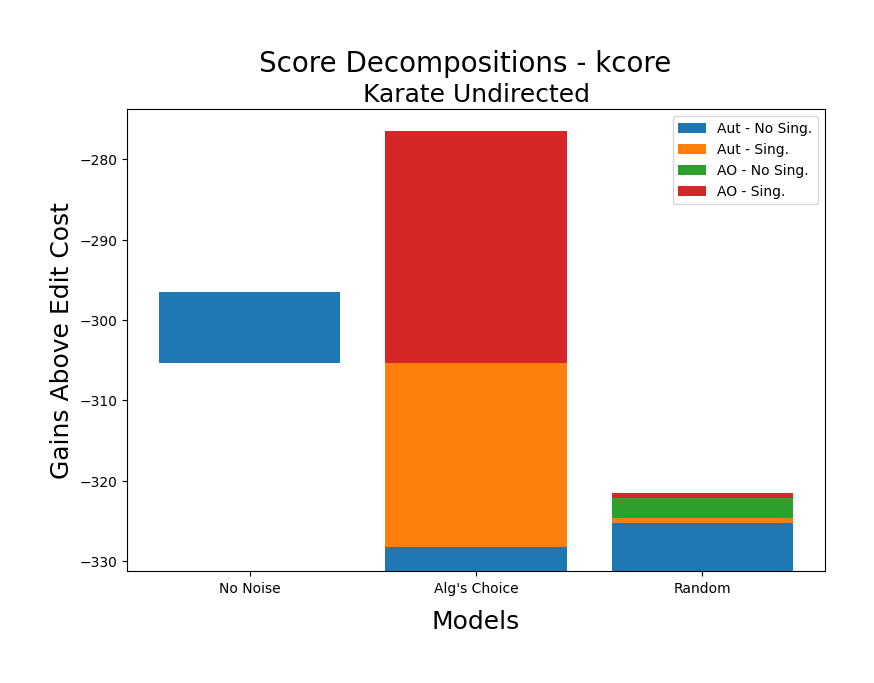 Score Decompositions - kcore
Karate Undirected
Aut - No Sing.
Aut - Sing.
AO - No Sing.
AO - Sing.
Gains Above Edit Cost
−280
−290
−300
−310
−320
−330
No Noise
Alg's Choice
Random
Models